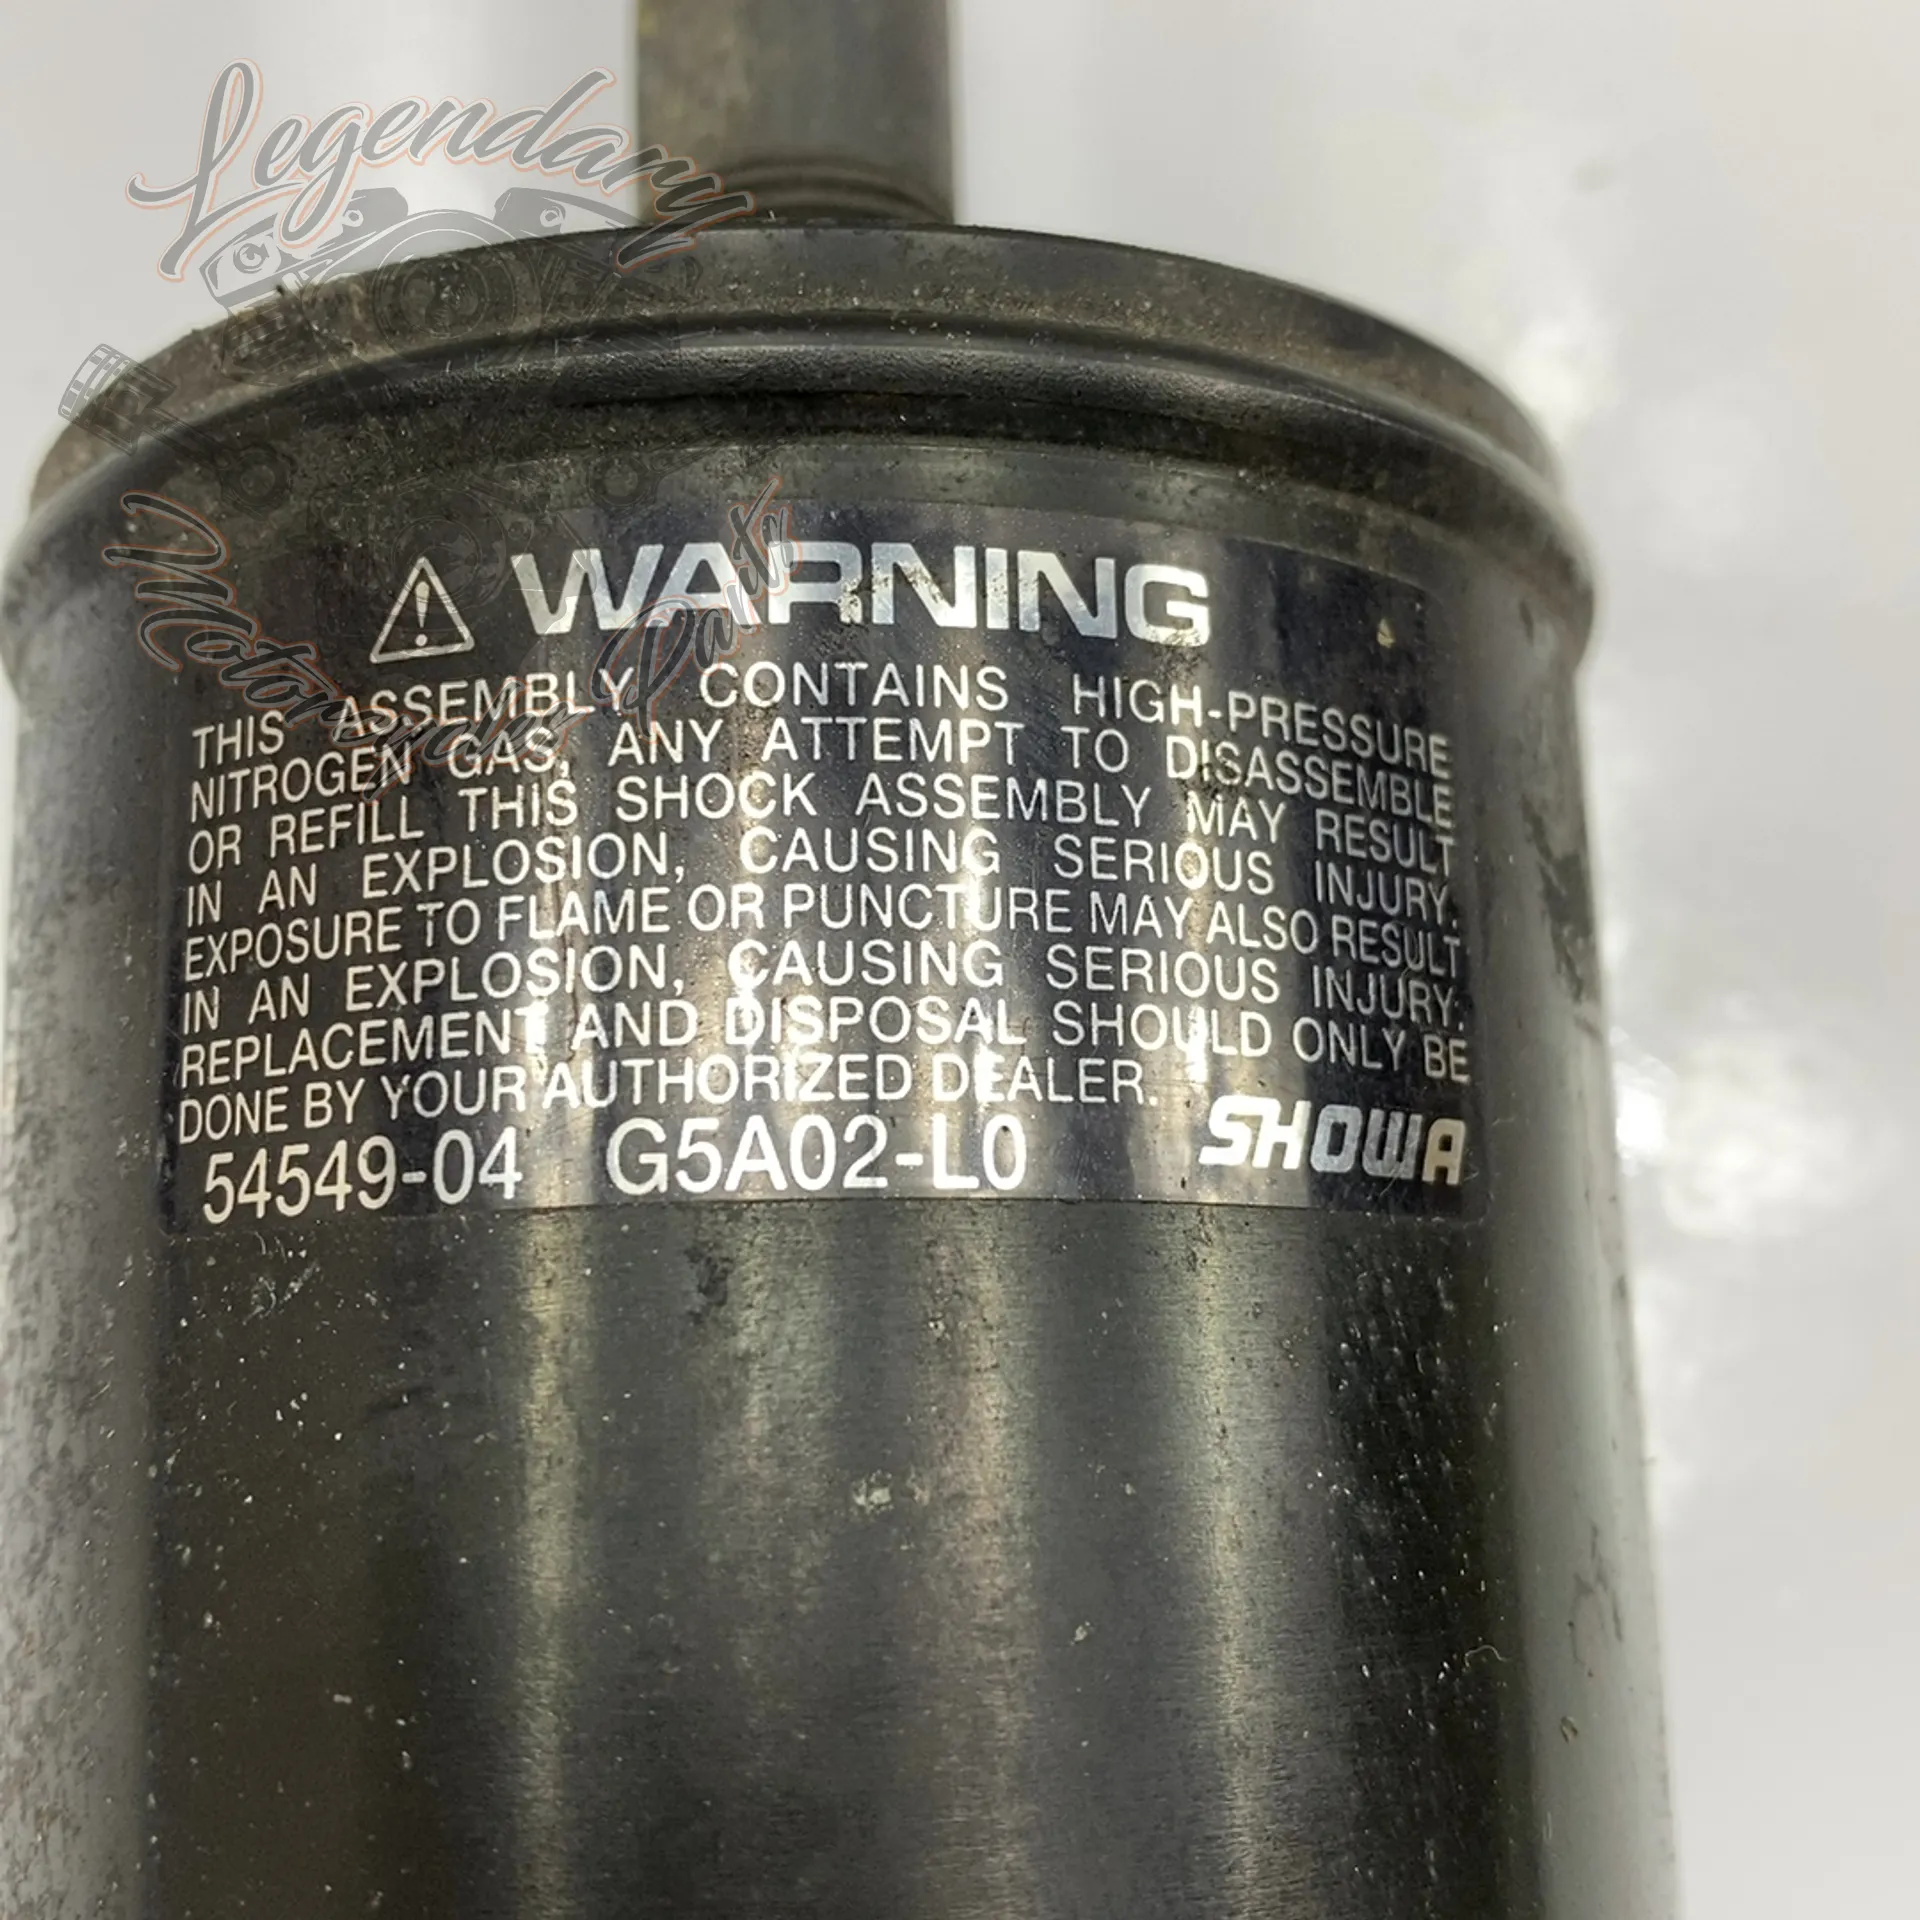 Legendary
Motorcycles Parts
WARNING
THIS ASSEMBLY CONTAINS HIGH-PRESSURE
NITROGEN GAS, ANY ATTEMPT TO DISASSEMBLE
OR REFILL THIS SHOCK ASSEMBLY MAY RESULT
IN AN EXPLOSION, CAUSING SERIOUS INJURY.
EXPOSURE TO FLAME OR PUNCTURE MAY ALSO RESULT
IN AN EXPLOSION, CAUSING SERIOUS INJURY.
REPLACEMENT AND DISPOSAL SHOULD ONLY BE
DONE BY YOUR AUTHORIZED DEALER.
54549-04 G5A02-L0 SHOWA